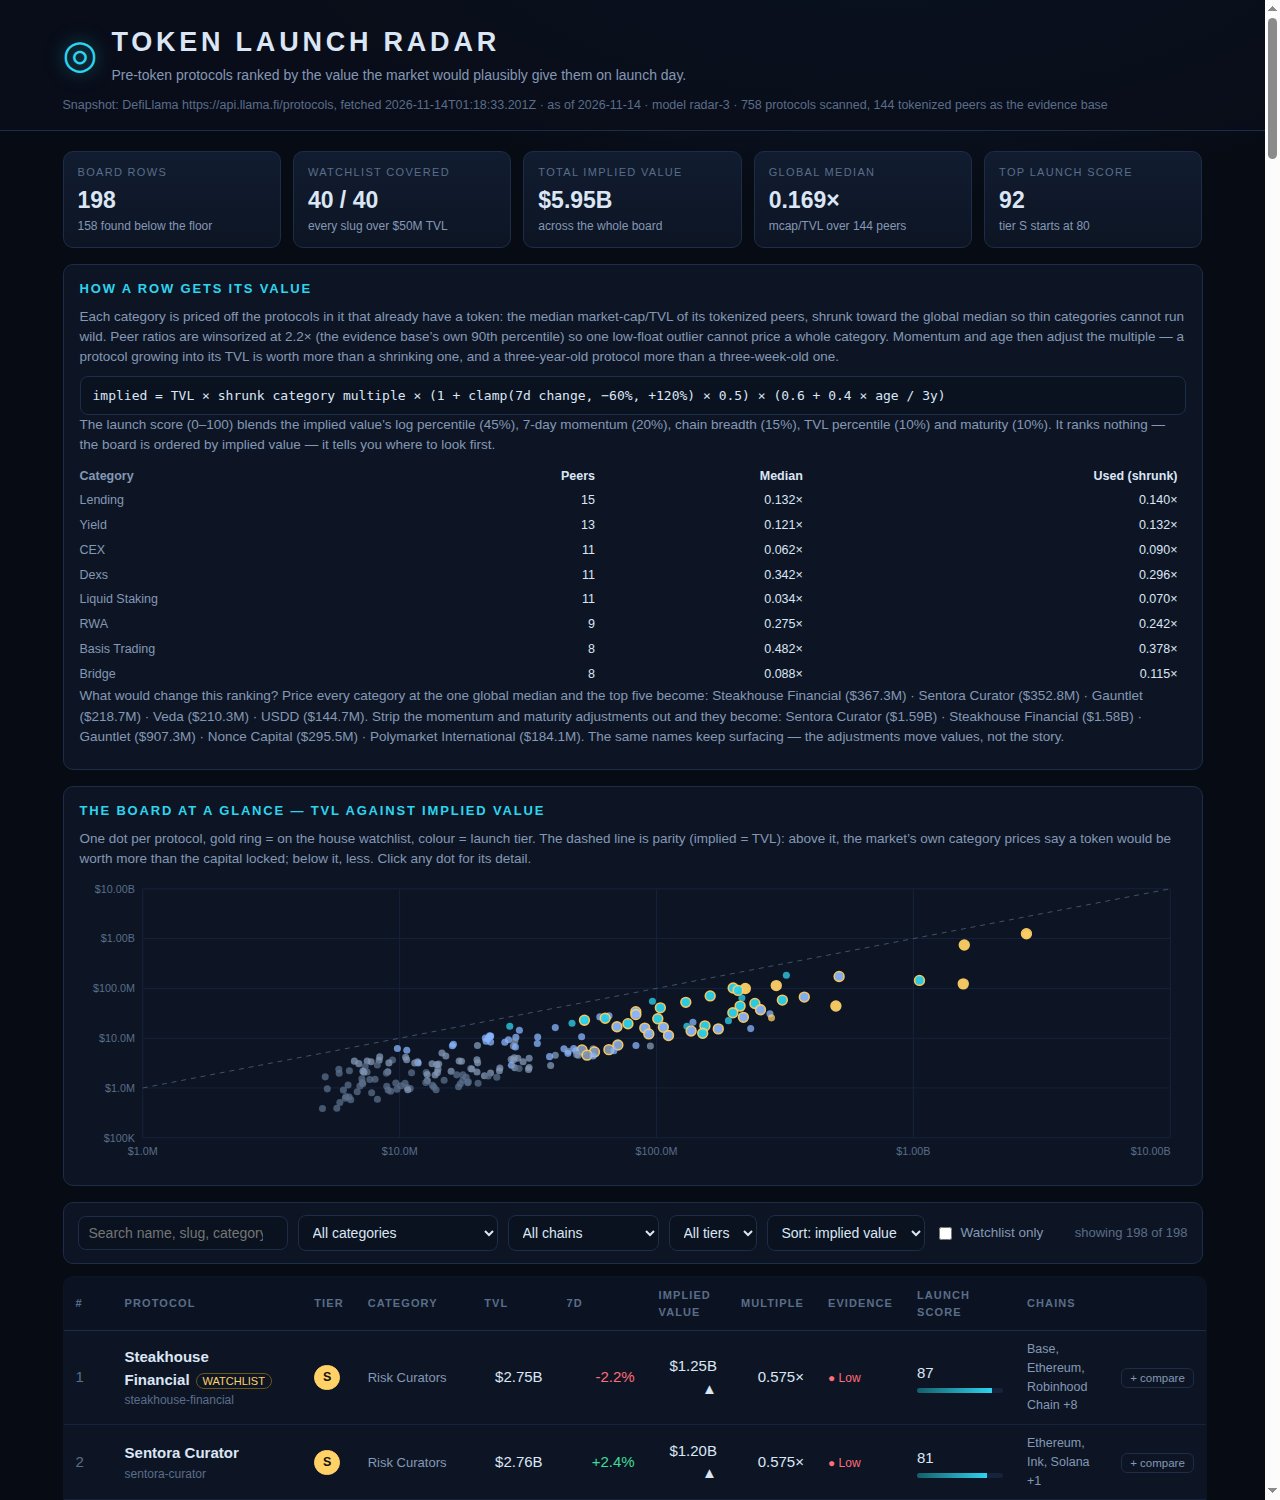 TOKEN LAUNCH RADAR
Pre-token protocols ranked by the value the market would plausibly give them on launch day.
Snapshot: DefiLlama https://api.llama.fi/protocols, fetched 2026-11-14T01:18:33.201Z · as of 2026-11-14 · model radar-3 · 758 protocols scanned, 144 tokenized peers as the evidence base
BOARD ROWS
198
158 found below the floor
WATCHLIST COVERED
40 / 40
every slug over $50M TVL
TOTAL IMPLIED VALUE
$5.95B
across the whole board
GLOBAL MEDIAN
0.169×
mcap/TVL over 144 peers
TOP LAUNCH SCORE
92
tier S starts at 80
HOW A ROW GETS ITS VALUE
Each category is priced off the protocols in it that already have a token: the median market-cap/TVL of its tokenized peers, shrunk toward the global median so thin categories cannot run
wild. Peer ratios are winsorized at 2.2× (the evidence base’s own 90th percentile) so one low-float outlier cannot price a whole category. Momentum and age then adjust the multiple — a
protocol growing into its TVL is worth more than a shrinking one, and a three-year-old protocol more than a three-week-old one.
implied = TVL × shrunk category multiple × (1 + clamp(7d change, −60%, +120%) × 0.5) × (0.6 + 0.4 × age / 3y)
The launch score (0–100) blends the implied value’s log percentile (45%), 7-day momentum (20%), chain breadth (15%), TVL percentile (10%) and maturity (10%). It ranks nothing —
the board is ordered by implied value — it tells you where to look first.
Category Peers Median Used (shrunk)
Lending 15 0.132× 0.140×
Yield 13 0.121× 0.132×
CEX 11 0.062× 0.090×
Dexs 11 0.342× 0.296×
Liquid Staking 11 0.034× 0.070×
RWA 9 0.275× 0.242×
Basis Trading 8 0.482× 0.378×
Bridge 8 0.088× 0.115×
What would change this ranking? Price every category at the one global median and the top five become: Steakhouse Financial ($367.3M) · Sentora Curator ($352.8M) · Gauntlet
($218.7M) · Veda ($210.3M) · USDD ($144.7M). Strip the momentum and maturity adjustments out and they become: Sentora Curator ($1.59B) · Steakhouse Financial ($1.58B) ·
Gauntlet ($907.3M) · Nonce Capital ($295.5M) · Polymarket International ($184.1M). The same names keep surfacing — the adjustments move values, not the story.
THE BOARD AT A GLANCE — TVL AGAINST IMPLIED VALUE
One dot per protocol, gold ring = on the house watchlist, colour = launch tier. The dashed line is parity (implied = TVL): above it, the market’s own category prices say a token would be
worth more than the capital locked; below it, less. Click any dot for its detail.
$10.00B
$1.00B
$100.0M
$10.0M
$1.0M
$100K
$1.0M $10.0M $100.0M $1.00B $10.00B
Search name, slug, category All categories All chains All tiers Sort: implied value Watchlist only showing 198 of 198
# PROTOCOL TIER CATEGORY TVL 7D IMPLIED VALUE MULTIPLE EVIDENCE LAUNCH SCORE CHAINS
1 Steakhouse Financial WATCHLIST
steakhouse-financial
S Risk Curators $2.75B -2.2% $1.25B ▲ 0.575× ● Low 87
Base,
Ethereum,
Robinhood
Chain +8
+ compare
2 Sentora Curator
sentora-curator
S Risk Curators $2.76B +2.4% $1.20B ▲ 0.575× ● Low 81
Ethereum,
Ink, Solana
+1
+ compare